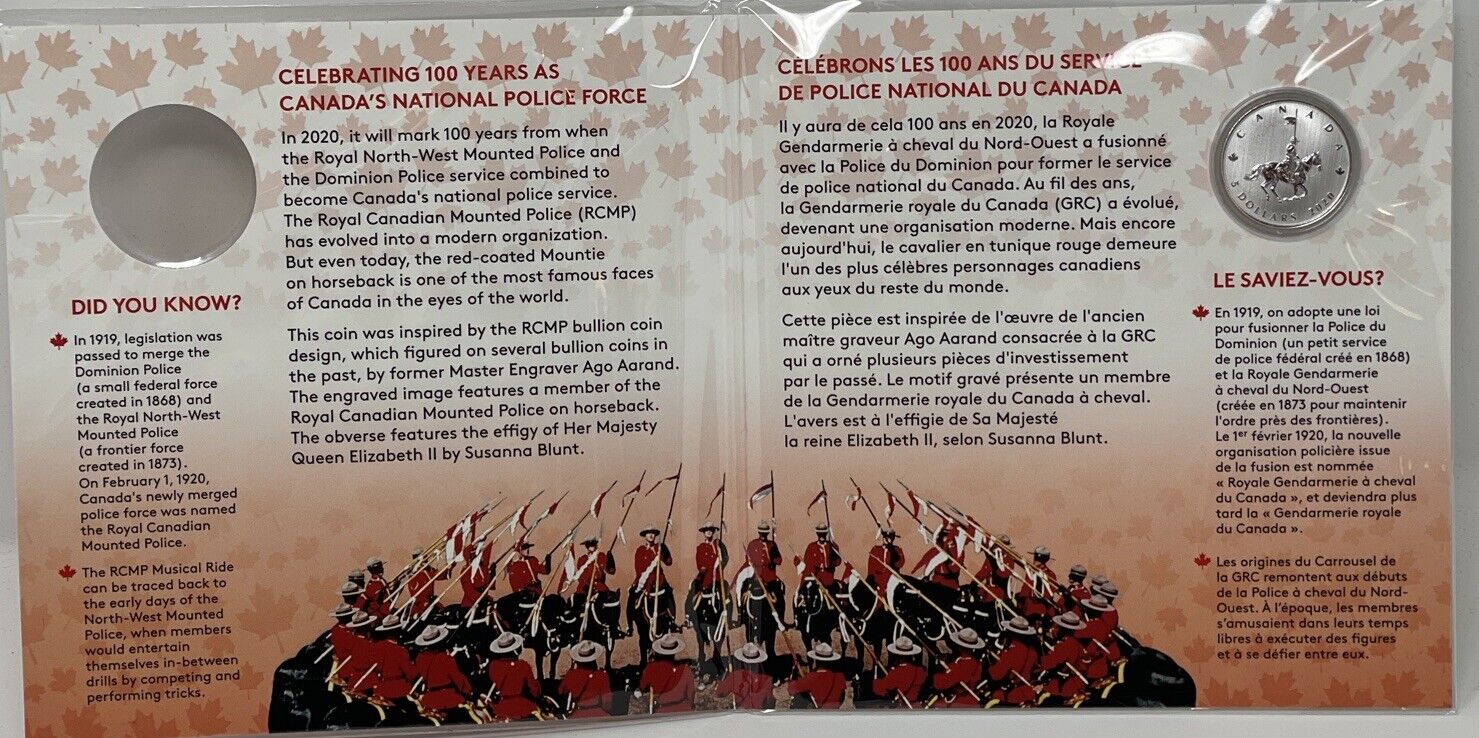 CELEBRATING 100 YEARS AS
CANADA'S NATIONAL POLICE FORCE
In 2020, it will mark 100 years from when
the Royal North-West Mounted Police and
the Dominion Police service combined to
become Canada's national police service.
The Royal Canadian Mounted Police (RCMP)
has evolved into a modern organization.
But even today, the red-coated Mountie
on horseback is one of the most famous faces
of Canada in the eyes of the world.
This coin was inspired by the RCMP bullion coin
design, which figured on several bullion coins in
the past, by former Master Engraver Ago Aarand.
The engraved image features a member of the
Royal Canadian Mounted Police on horseback.
The obverse features the effigy of Her Majesty
Queen Elizabeth II by Susanna Blunt.
DID YOU KNOW?
In 1919, legislation was
passed to merge the
Dominion Police
(a small federal force
created in 1868) and
the Royal North-West
Mounted Police
(a frontier force
created in 1873).
On February 1, 1920,
Canada's newly merged
police force was named
the Royal Canadian
Mounted Police.
The RCMP Musical Ride
can be traced back to
the early days of the
North-West Mounted
Police, when members
would entertain
themselves in-between
drills by competing and
performing tricks.
CÉLÉBRONS LES 100 ANS DU SERVICE
DE POLICE NATIONAL DU CANADA
Il y aura de cela 100 ans en 2020, la Royale
Gendarmerie à cheval du Nord-Ouest a fusionné
avec la Police du Dominion pour former le service
de police national du Canada. Au fil des ans,
la Gendarmerie royale du Canada (GRC) a évolué,
devenant une organisation moderne. Mais encore
aujourd'hui, le cavalier en tunique rouge demeure
l'un des plus célèbres personnages canadiens
aux yeux du reste du monde.
Cette pièce est inspirée de l'œuvre de l'ancien
maître graveur Ago Aarand consacrée à la GRC
qui a orné plusieurs pièces d'investissement
par le passé. Le motif gravé présente un membre
de la Gendarmerie royale du Canada à cheval.
L'avers est à l'effigie de Sa Majesté
la reine Elizabeth II, selon Susanna Blunt.
CANADA
5 DOLLARS 2020
LE SAVIEZ-VOUS?
En 1919, on adopte une loi
pour fusionner la Police du
Dominion (un petit service
de police fédéral créé en 1868)
et la Royale Gendarmerie
à cheval du Nord-Ouest
(créée en 1873 pour maintenir
l'ordre près des frontières).
Le 1er février 1920, la nouvelle
organisation policière issue
de la fusion est nommée
« Royale Gendarmerie à cheval
du Canada », et deviendra plus
tard la « Gendarmerie royale
du Canada ».
Les origines du Carrousel de
la GRC remontent aux débuts
de la Police à cheval du Nord-
Ouest. À l'époque, les membres
s'amusaient dans leurs temps
libres à exécuter des figures
et à se défier entre eux.